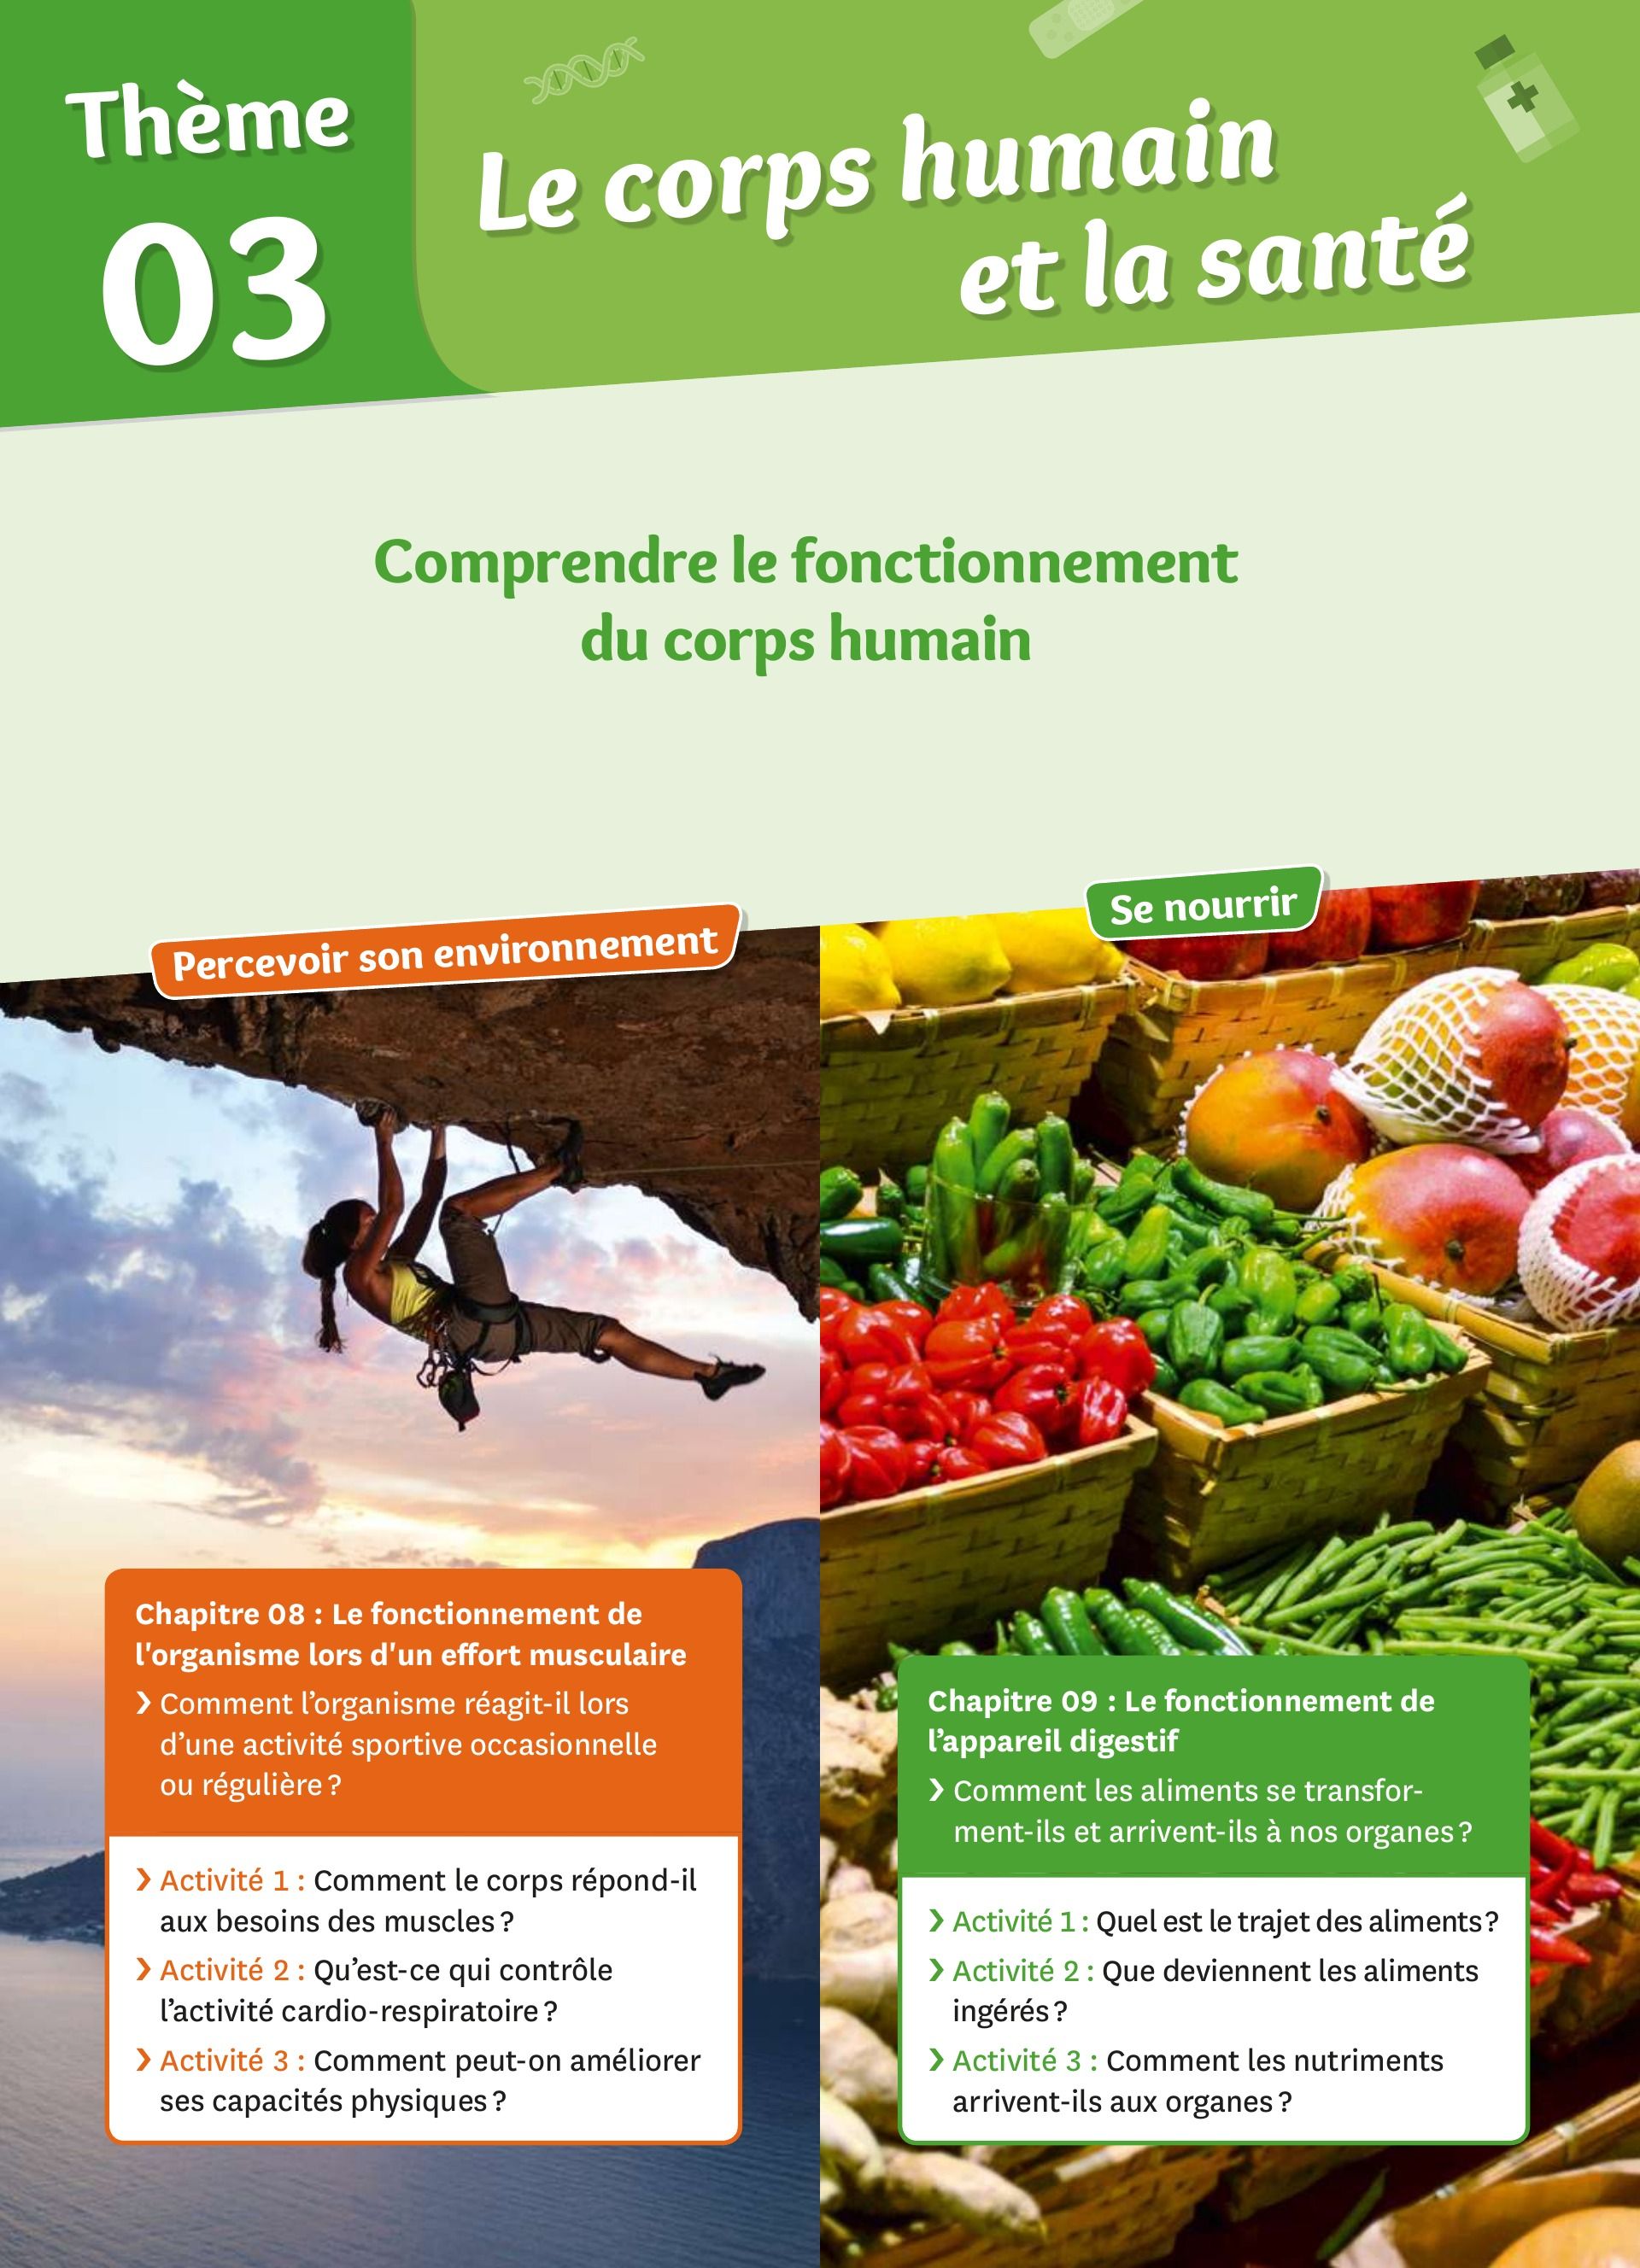 Thème
03
Le corps humain
et la santé
Comprendre le fonctionnement
du corps humain
Percevoir son environnement
Chapitre 08 : Le fonctionnement de
l'organisme lors d'un effort musculaire
› Comment l’organisme réagit-il lors
d’une activité sportive occasionnelle
ou régulière ?
› Activité 1 : Comment le corps répond-il
aux besoins des muscles ?
› Activité 2 : Qu’est-ce qui contrôle
l’activité cardio-respiratoire ?
› Activité 3 : Comment peut-on améliorer
ses capacités physiques ?
Se nourrir
Chapitre 09 : Le fonctionnement de
l’appareil digestif
› Comment les aliments se transfor-
ment-ils et arrivent-ils à nos organes ?
› Activité 1 : Quel est le trajet des aliments ?
› Activité 2 : Que deviennent les aliments
ingérés ?
› Activité 3 : Comment les nutriments
arrivent-ils aux organes ?